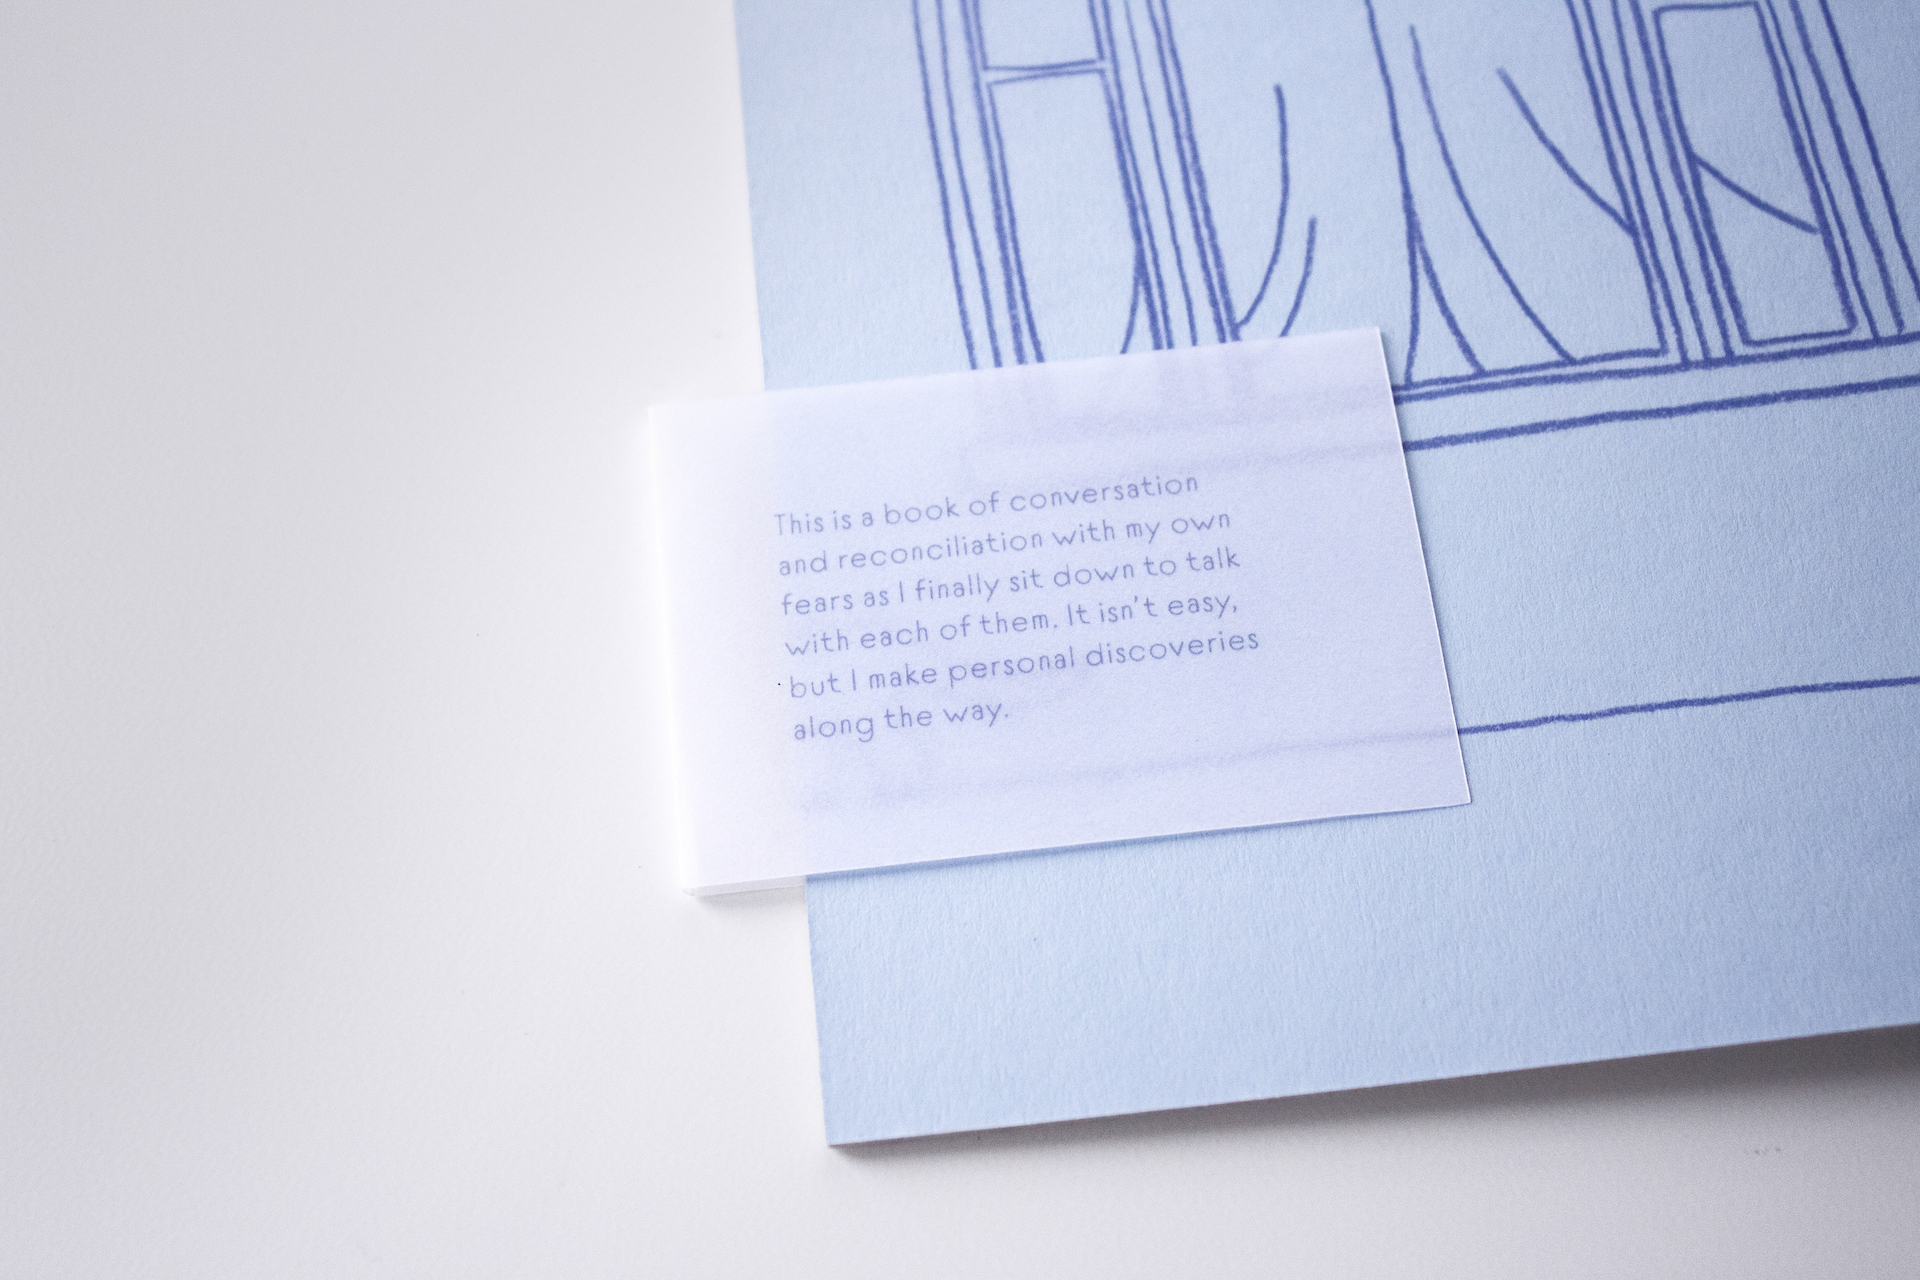 This is a book of conversation
and reconciliation with my own
fears as I finally sit down to talk
with each of them. It isn't easy,
but I make personal discoveries
along the way.